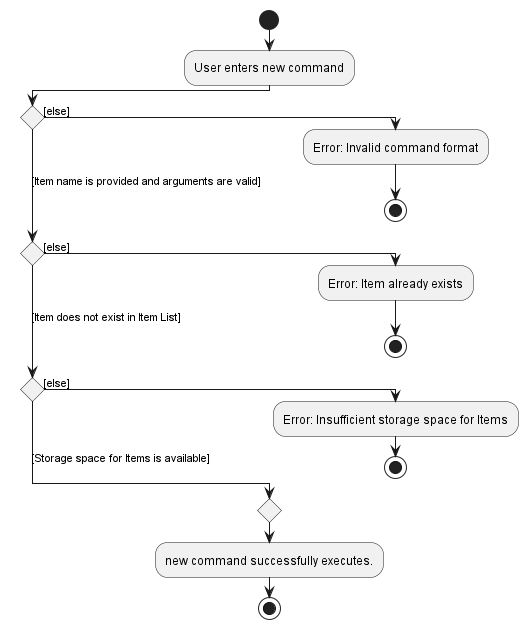 User enters new command
[else]
Error: Invalid command format
[Item name is provided and arguments are valid]
[else]
Error: Item already exists
[Item does not exist in Item List]
[else]
Error: Insufficient storage space for Items
[Storage space for Items is available]
new command successfully executes.